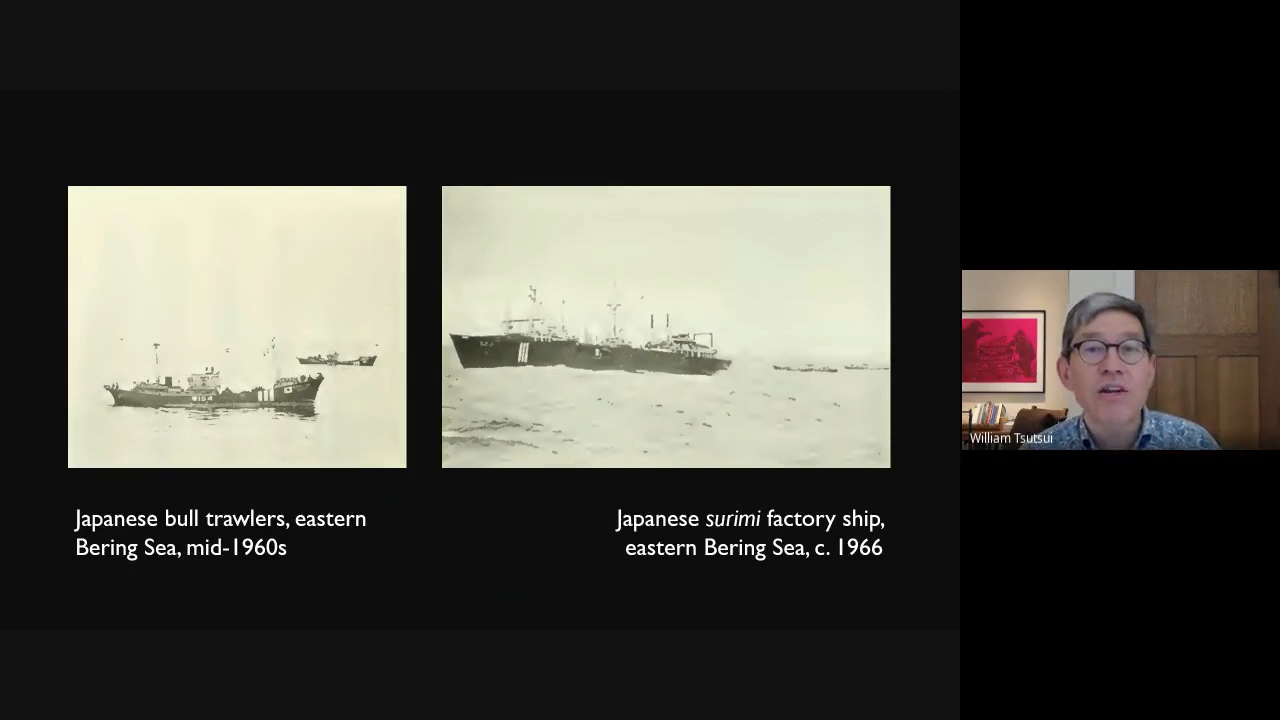 Japanese bull trawlers, eastern
Bering Sea, mid-1960s
Japanese surimi factory ship,
eastern Bering Sea, c. 1966
William Tsutsui